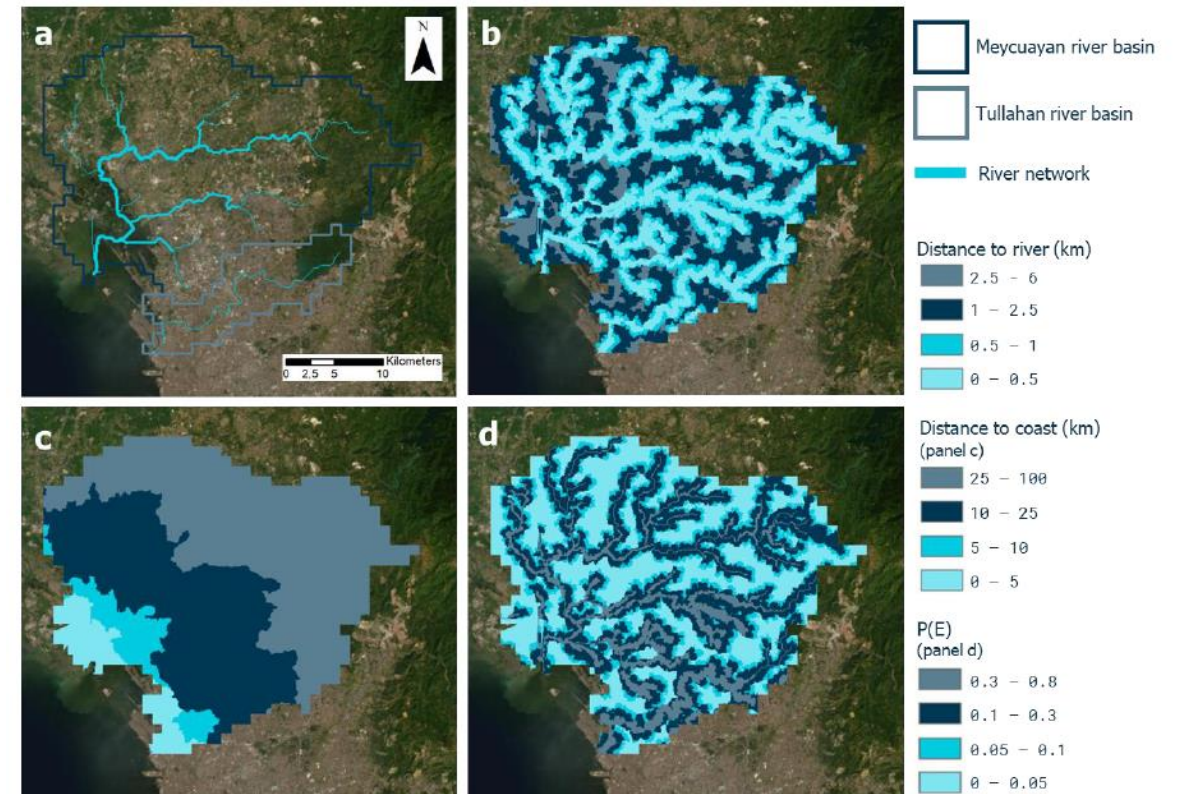 a
N
Kilometers
0 2,5 5 10
b
c
d
Meycuayan river basin
Tullahan river basin
River network
Distance to river (km)
2.5 – 6
1 – 2.5
0.5 – 1
0 – 0.5
Distance to coast (km)
(panel c)
25 – 100
10 – 25
5 – 10
0 – 5
P(E)
(panel d)
0.3 – 0.8
0.1 – 0.3
0.05 – 0.1
0 – 0.05